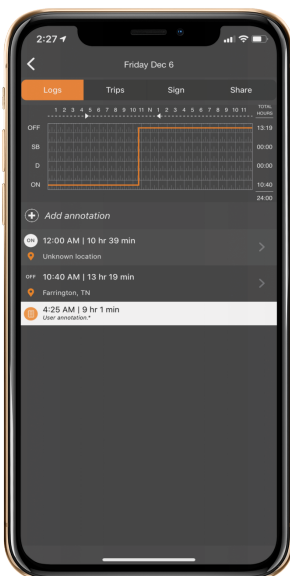 2:27
Friday Dec 6
Logs Trips Sign Share
1 2 3 4 5 6 7 8 9 10 11 N 1 2 3 4 5 6 7 8 9 10 11 TOTAL HOURS
OFF 13:19
SB 00:00
D 00:00
ON 10:40
24:00
Add annotation
ON 12:00 AM | 10 hr 39 min
Unknown location
OFF 10:40 AM | 13 hr 19 min
Farrington, TN
4:25 AM | 9 hr 1 min
User annotation.*